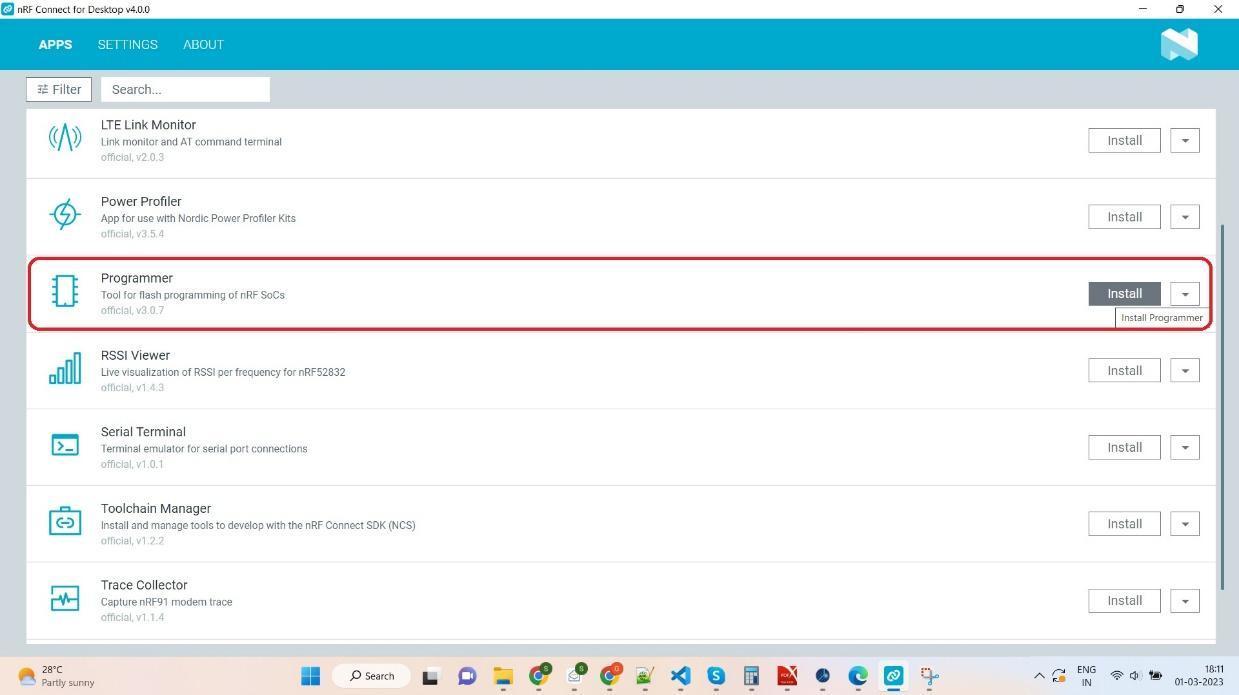 nRF Connect for Desktop v4.0.0
APPS SETTINGS ABOUT
Filter Search...
LTE Link Monitor
Link monitor and AT command terminal
official, v2.0.3
Install
Power Profiler
App for use with Nordic Power Profiler Kits
official, v3.5.4
Install
Programmer
Tool for flash programming of nRF SoCs
official, v3.0.7
Install
Install Programmer
RSSI Viewer
Live visualization of RSSI per frequency for nRF52832
official, v1.4.3
Install
Serial Terminal
Terminal emulator for serial port connections
official, v1.0.1
Install
Toolchain Manager
Install and manage tools to develop with the nRF Connect SDK (NCS)
official, v1.2.2
Install
Trace Collector
Capture nRF91 modem trace
official, v1.1.4
Install
28°C
Partly sunny
Search
ENG
IN
18:11
01-03-2023